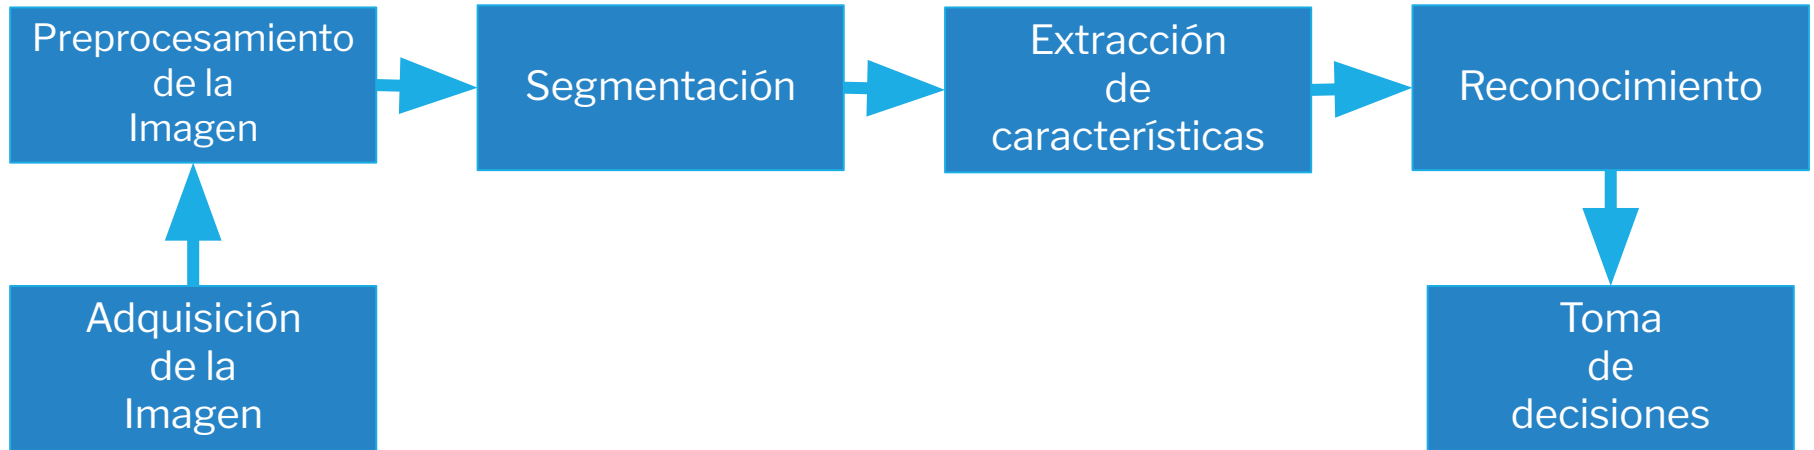 Preprocesamiento
de la
Imagen
Segmentación
Extracción
de
características
Reconocimiento
Adquisición
de la
Imagen
Toma
de
decisiones